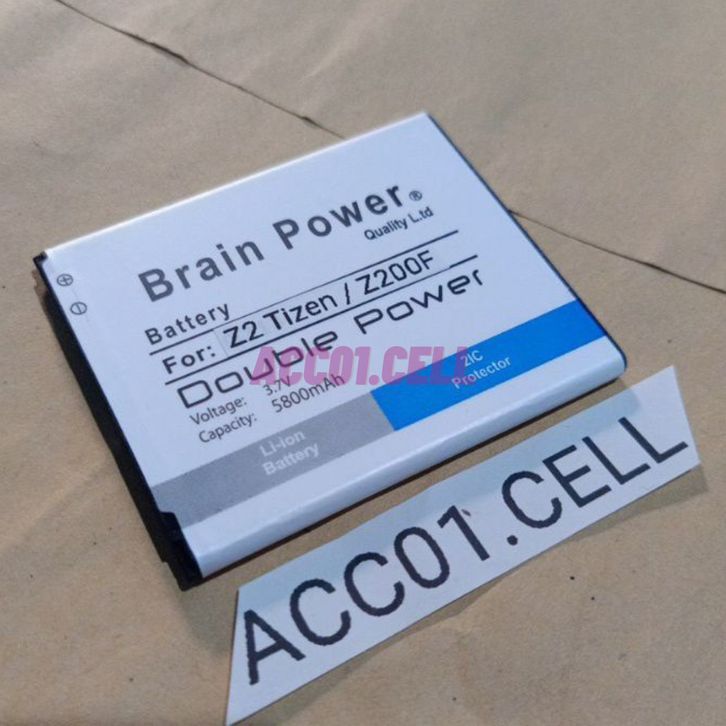 Brain Power®
Quality L.td
Battery
For: Z2 Tizen / Z200F
Double Power
Voltage: 3.7V
Capacity: 5800mAh
Li-ion
Battery
2IC
Protector
ACC01.CELL
ACC01.CELL